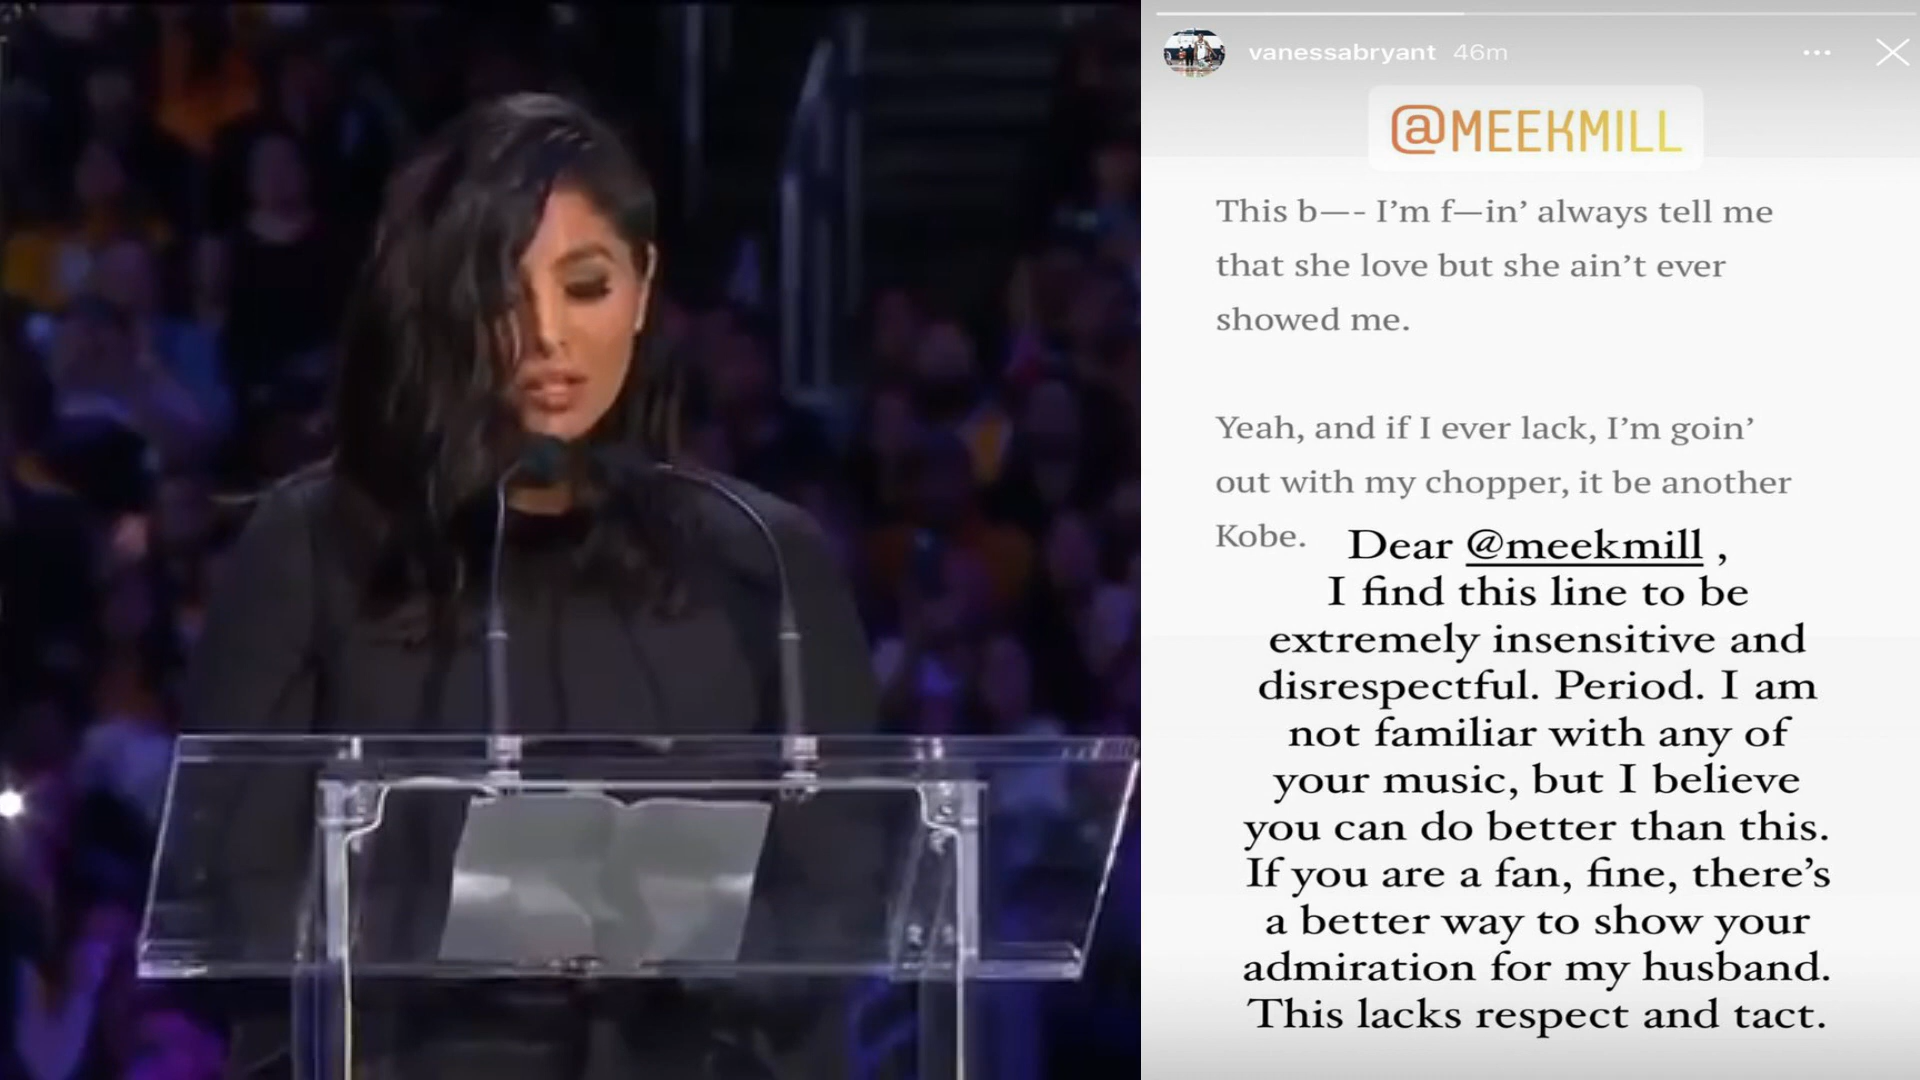 vanessabryant 46m
@MEEKMILL
This b—- I'm f—in' always tell me
that she love but she ain't ever
showed me.
Yeah, and if I ever lack, I'm goin'
out with my chopper, it be another
Kobe.
Dear @meekmill ,
I find this line to be
extremely insensitive and
disrespectful. Period. I am
not familiar with any of
your music, but I believe
you can do better than this.
If you are a fan, fine, there's
a better way to show your
admiration for my husband.
This lacks respect and tact.